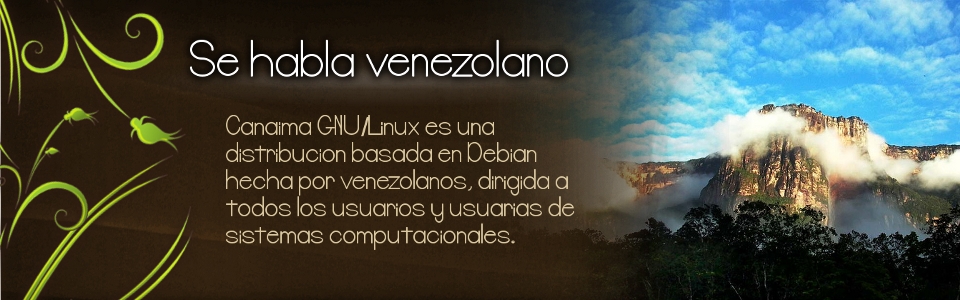 Se habla venezolano
Canaima GNU/Linux es una
distribucion basada en Debian
hecha por venezolanos, dirigida a
todos los usuarios y usuarias de
sistemas computacionales.